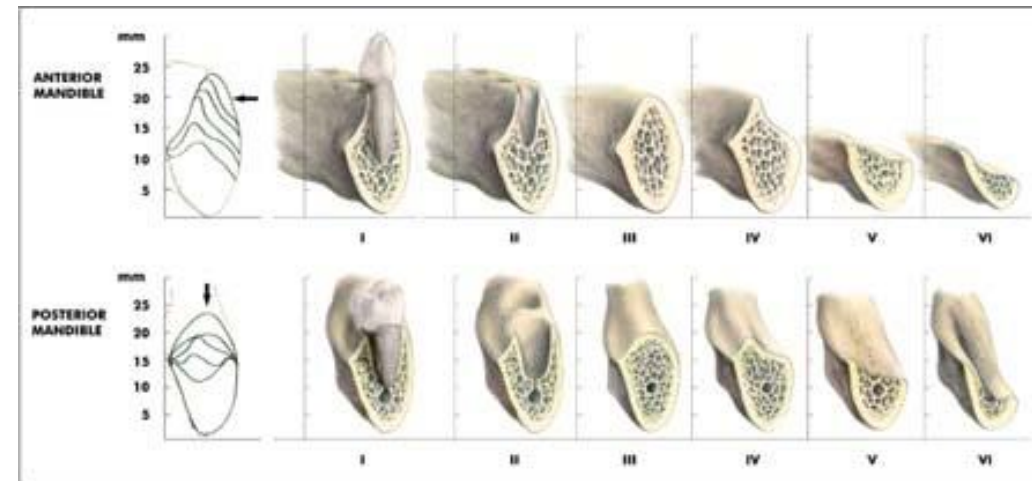 mm
25
20
15
10
5
ANTERIOR
MANDIBLE
I II III IV V VI
mm
25
20
15
10
5
POSTERIOR
MANDIBLE
I II III IV V VI